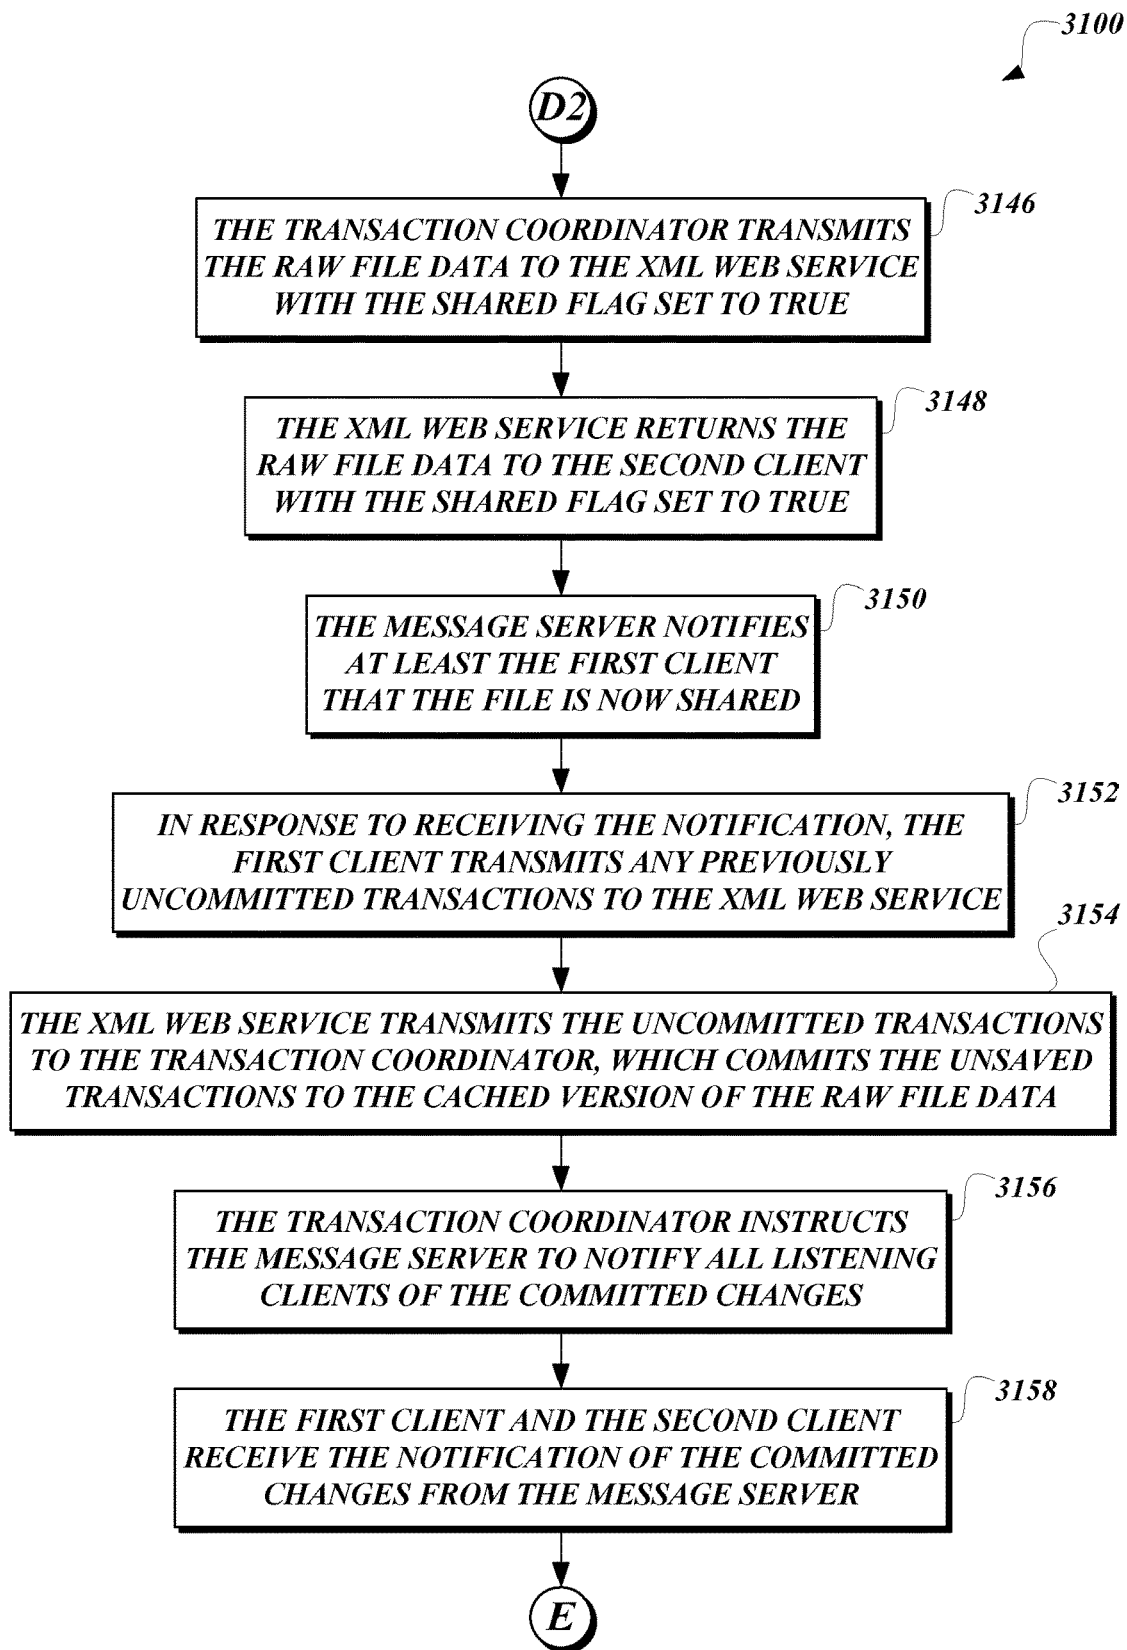 3100
D2
3146
THE TRANSACTION COORDINATOR TRANSMITS
THE RAW FILE DATA TO THE XML WEB SERVICE
WITH THE SHARED FLAG SET TO TRUE
3148
THE XML WEB SERVICE RETURNS THE
RAW FILE DATA TO THE SECOND CLIENT
WITH THE SHARED FLAG SET TO TRUE
3150
THE MESSAGE SERVER NOTIFIES
AT LEAST THE FIRST CLIENT
THAT THE FILE IS NOW SHARED
3152
IN RESPONSE TO RECEIVING THE NOTIFICATION, THE
FIRST CLIENT TRANSMITS ANY PREVIOUSLY
UNCOMMITTED TRANSACTIONS TO THE XML WEB SERVICE
3154
THE XML WEB SERVICE TRANSMITS THE UNCOMMITTED TRANSACTIONS
TO THE TRANSACTION COORDINATOR, WHICH COMMITS THE UNSAVED
TRANSACTIONS TO THE CACHED VERSION OF THE RAW FILE DATA
3156
THE TRANSACTION COORDINATOR INSTRUCTS
THE MESSAGE SERVER TO NOTIFY ALL LISTENING
CLIENTS OF THE COMMITTED CHANGES
3158
THE FIRST CLIENT AND THE SECOND CLIENT
RECEIVE THE NOTIFICATION OF THE COMMITTED
CHANGES FROM THE MESSAGE SERVER
E